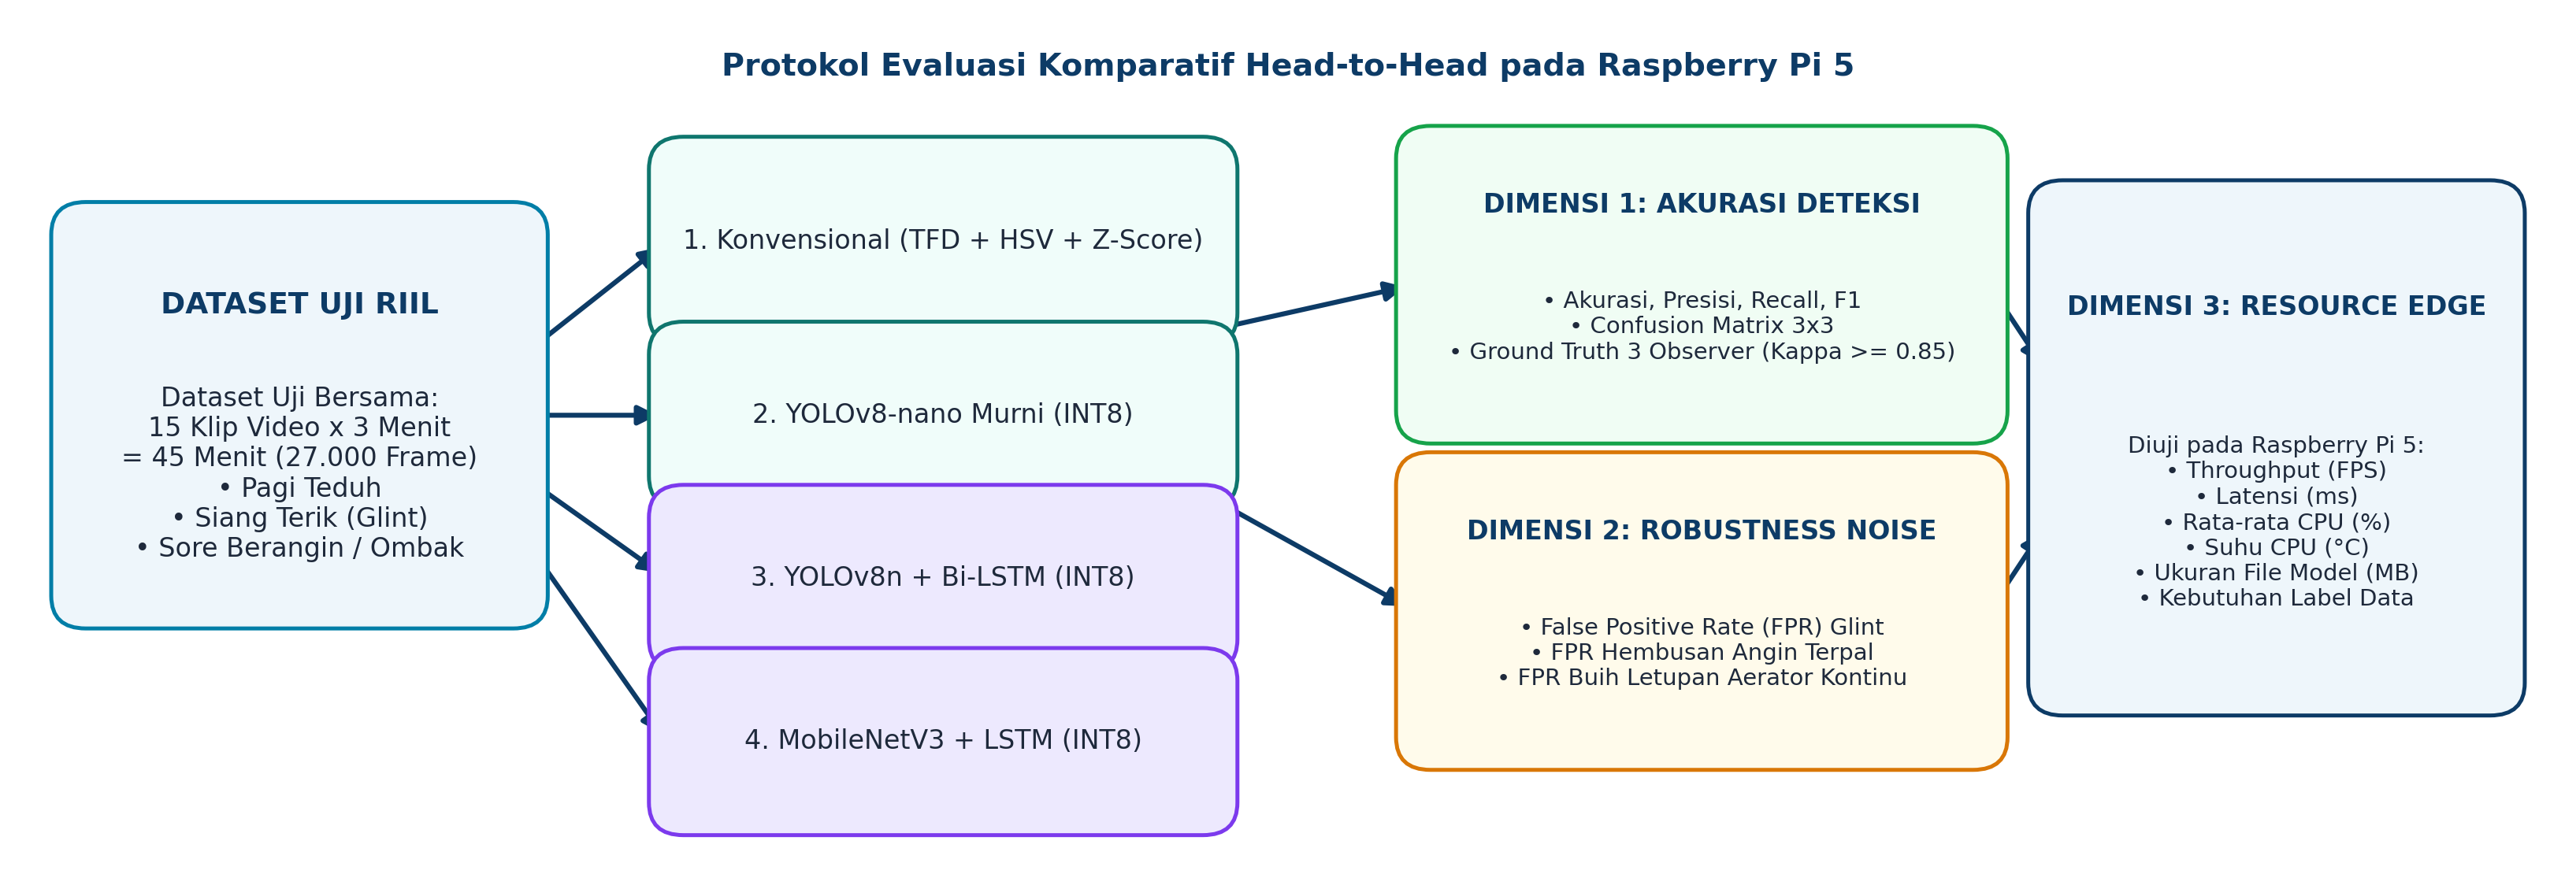 Protokol Evaluasi Komparatif Head-to-Head pada Raspberry Pi 5
DATASET UJI RIIL
Dataset Uji Bersama:
15 Klip Video x 3 Menit
= 45 Menit (27.000 Frame)
• Pagi Teduh
• Siang Terik (Glint)
• Sore Berangin / Ombak
1. Konvensional (TFD + HSV + Z-Score)
2. YOLOv8-nano Murni (INT8)
3. YOLOv8n + Bi-LSTM (INT8)
4. MobileNetV3 + LSTM (INT8)
DIMENSI 1: AKURASI DETEKSI
• Akurasi, Presisi, Recall, F1
• Confusion Matrix 3x3
• Ground Truth 3 Observer (Kappa >= 0.85)
DIMENSI 2: ROBUSTNESS NOISE
• False Positive Rate (FPR) Glint
• FPR Hembusan Angin Terpal
• FPR Buih Letupan Aerator Kontinu
DIMENSI 3: RESOURCE EDGE
Diuji pada Raspberry Pi 5:
• Throughput (FPS)
• Latensi (ms)
• Rata-rata CPU (%)
• Suhu CPU (°C)
• Ukuran File Model (MB)
• Kebutuhan Label Data